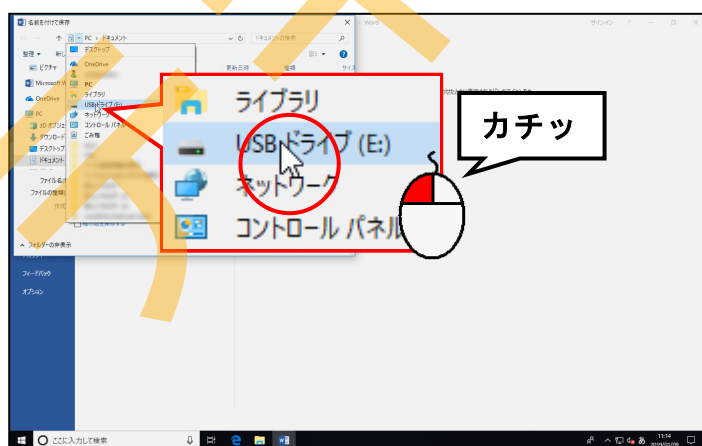 名前を付けて保存
Word
サインイン
PC › ドキュメント
ドキュメントの検索
整理
デスクトップ
ピクチャ
OneDrive
更新日時
種類
サイズ
Microsoft W
PC
OneDrive
ライブラリ
USB ドライブ (E:)
PC
ネットワーク
3D オブジェ
コントロール パネル
ダウンロード
ごみ箱
デスクトップ
ドキュメント
ファイル名
ファイルの種類
フォルダーの非表示
ライブラリ
USB ドライブ (E:)
ネットワーク
コントロール パネル
カチッ
フィードバック
オプション
ここに入力して検索
あ
11:14
2019/01/09